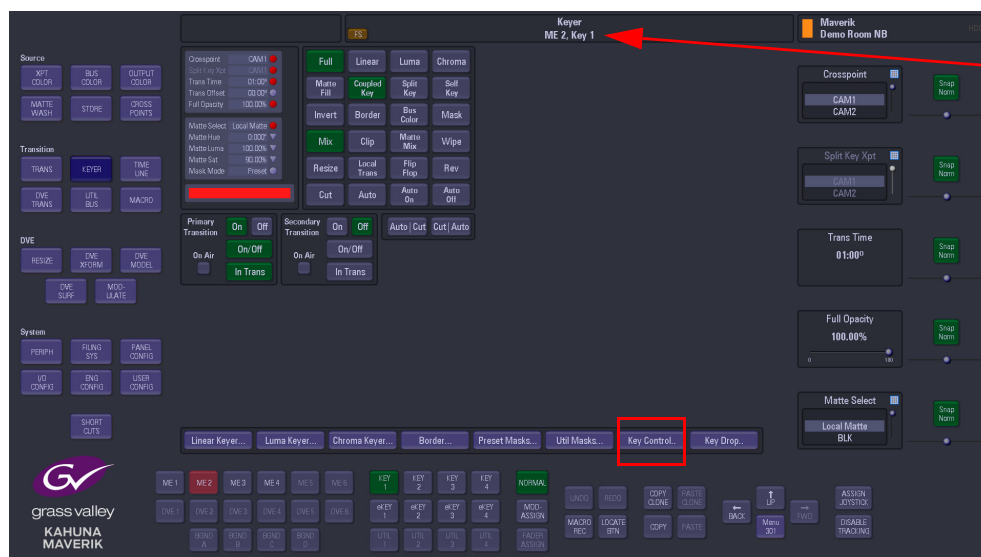 Keyer
ME 2, Key 1
FS
Maverik
Demo Room NB
HD
Source
XPT COLOR
BUS COLOR
OUTPUT COLOR
MATTE WASH
STORE
CROSS POINTS
Transition
TRANS
KEYER
TIME LINE
DVE TRANS
UTIL BUS
MACRO
DVE
RESIZE
DVE XFORM
DVE MODEL
DVE SURF
MOD- ULATE
System
PERIPH
FILING SYS
PANEL CONFIG
I/O CONFIG
ENG CONFIG
USER CONFIG
SHORT CUTS
Crosspoint CAM1
Split Key Xpt CAM1
Trans Time 01:00º
Trans Offset 00:00º
Full Opacity 100.00%
Matte Select Local Matte
Matte Hue 0.000°
Matte Luma 100.00%
Matte Sat 90.00%
Mask Mode Preset
Full
Linear
Luma
Chroma
Matte Fill
Coupled Key
Split Key
Self Key
Invert
Border
Bus Color
Mask
Mix
Clip
Matte Mix
Wipe
Resize
Local Trans
Flip Flop
Rev
Cut
Auto
Auto On
Auto Off
Primary Transition
On
Off
On Air
On/Off
In Trans
Secondary Transition
On
Off
On Air
On/Off
In Trans
Auto | Cut
Cut | Auto
Crosspoint
CAM1
CAM2
Snap Norm
Split Key Xpt
CAM1
CAM2
Snap Norm
Trans Time
01:00º
Snap Norm
Full Opacity
100.00%
0 100
Snap Norm
Matte Select
Local Matte
BLK
Snap Norm
Linear Keyer...
Luma Keyer...
Chroma Keyer...
Border...
Preset Masks...
Util Masks...
Key Control..
Key Drop..
GV
grass valley
KAHUNA
MAVERIK
ME 1
ME 2
ME 3
ME 4
ME 5
ME 6
KEY 1
KEY 2
KEY 3
KEY 4
NORMAL
DVE 1
DVE 2
DVE 3
DVE 4
DVE 5
DVE 6
eKEY 1
eKEY 2
eKEY 3
eKEY 4
MOD- ASSIGN
BGND A
BGND B
BGND C
BGND D
UTIL 1
UTIL 2
UTIL 3
UTIL 4
FADER ASSIGN
UNDO
REDO
COPY CLONE
PASTE CLONE
MACRO REC
LOCATE BTN
COPY
PASTE
BACK
UP
Menu 301
FWD
ASSIGN JOYSTICK
DISABLE TRACKING